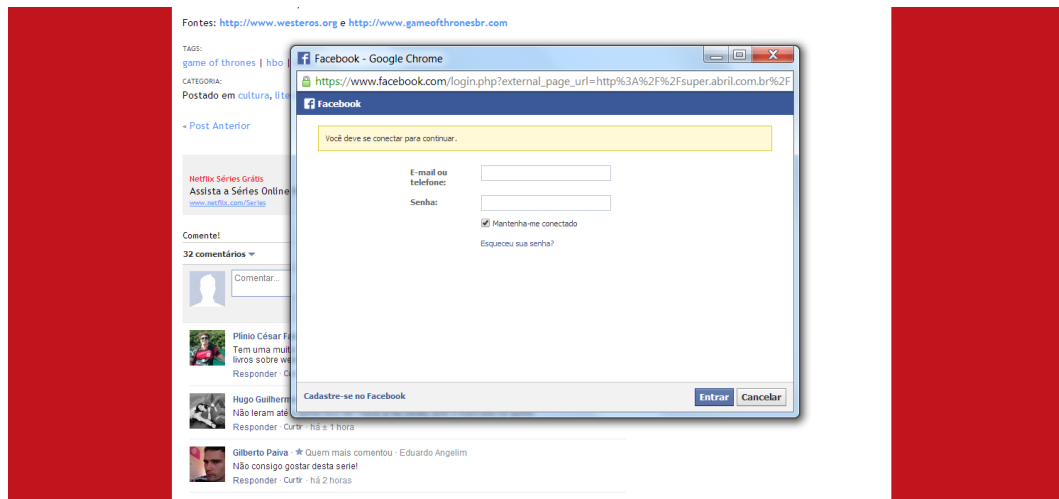 Fontes: http://www.westeros.org e http://www.gameofthronesbr.com
TAGS:
game of thrones | hbo |
CATEGORIA:
Postado em cultura,
« Post Anterior
Netflix Séries Grátis
Assista a Séries Online
www.netflix.com/Series
Comente!
32 comentários
Comentar...
Plínio César
Tem uma
livros sobre
Responder ·
Hugo
Não leram até
Responder · Curtir · há ± 1 hora
Gilberto Paiva · Quem mais comentou · Eduardo Angelim
Não consigo gostar desta serie!
Responder · Curtir · há 2 horas
Facebook - Google Chrome
https://www.facebook.com/login.php?external_page_url=http%3A%2F%2Fsuper.abril.com.br%2F
Facebook
Você deve se conectar para continuar.
E-mail ou
telefone:
Senha:
Mantenha-me conectado
Esqueceu sua senha?
Cadastre-se no Facebook
Entrar
Cancelar